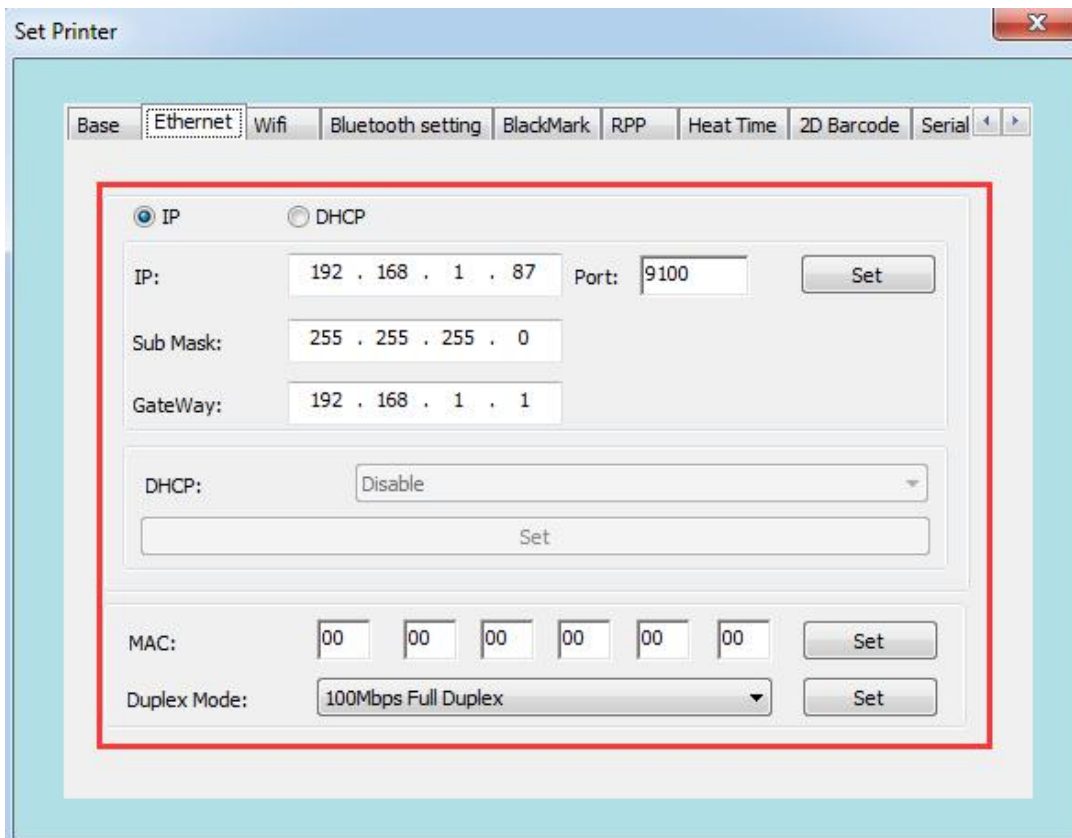 Set Printer
Base Ethernet Wifi Bluetooth setting BlackMark RPP Heat Time 2D Barcode Serial
IP DHCP
IP: 192 . 168 . 1 . 87 Port: 9100 Set
Sub Mask: 255 . 255 . 255 . 0
GateWay: 192 . 168 . 1 . 1
DHCP: Disable
Set
MAC: 00 00 00 00 00 00 Set
Duplex Mode: 100Mbps Full Duplex Set